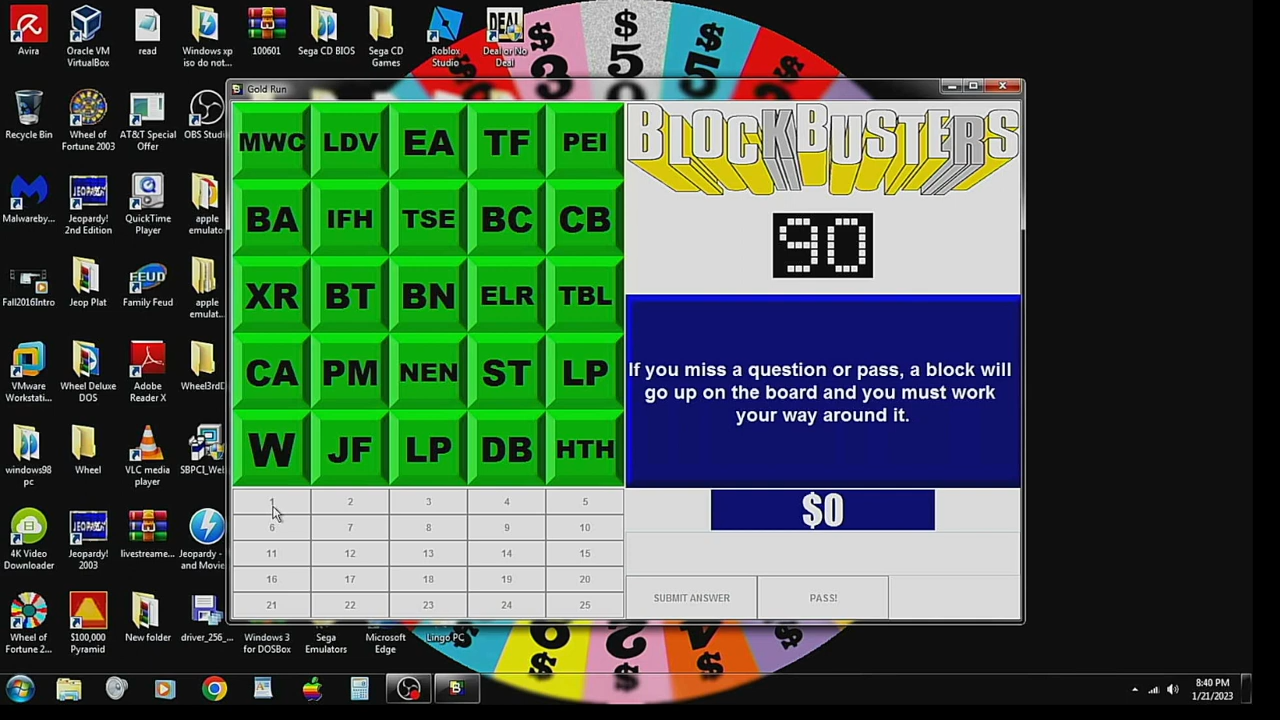 Avira
Oracle VM
VirtualBox
read
Windows xp
iso do not...
100601
Sega CD BIOS
Sega CD
Games
Roblox
Studio
DEAL
Deal or No
Deal
$
3
$
5
$
5
$
Recycle Bin
Wheel of
Fortune 2003
AT&T Special
Offer
OBS Studi
Malwareby...
JEOPARDY!
Jeopardy!
2nd Edition
QuickTime
Player
apple
emulato
Fall2016Intro
Jeop Plat
FEUD
Family Feud
apple
emulat...
VMware
Workstati...
Wheel Deluxe
DOS
Adobe
Reader X
Wheel3rdD
windows98
pc
Wheel
VLC media
player
SBPCI_We
4K Video
Downloader
JEOPARDY!
Jeopardy!
2003
livestreame...
Jeopardy -
and Movie
Wheel of
Fortune 2...
$100,000
Pyramid
New folder
driver_256_...
Windows 3
for DOSBox
Sega
Emulators
Microsoft
Edge
Lingo PC
Gold Run
MWC LDV EA TF PEI
BA IFH TSE BC CB
XR BT BN ELR TBL
CA PM NEN ST LP
W JF LP DB HTH
1 2 3 4 5
6 7 8 9 10
11 12 13 14 15
16 17 18 19 20
21 22 23 24 25
BLOCKBUSTERS
90
If you miss a question or pass, a block will
go up on the board and you must work
your way around it.
$0
SUBMIT ANSWER
PASS!
8:40 PM
1/21/2023